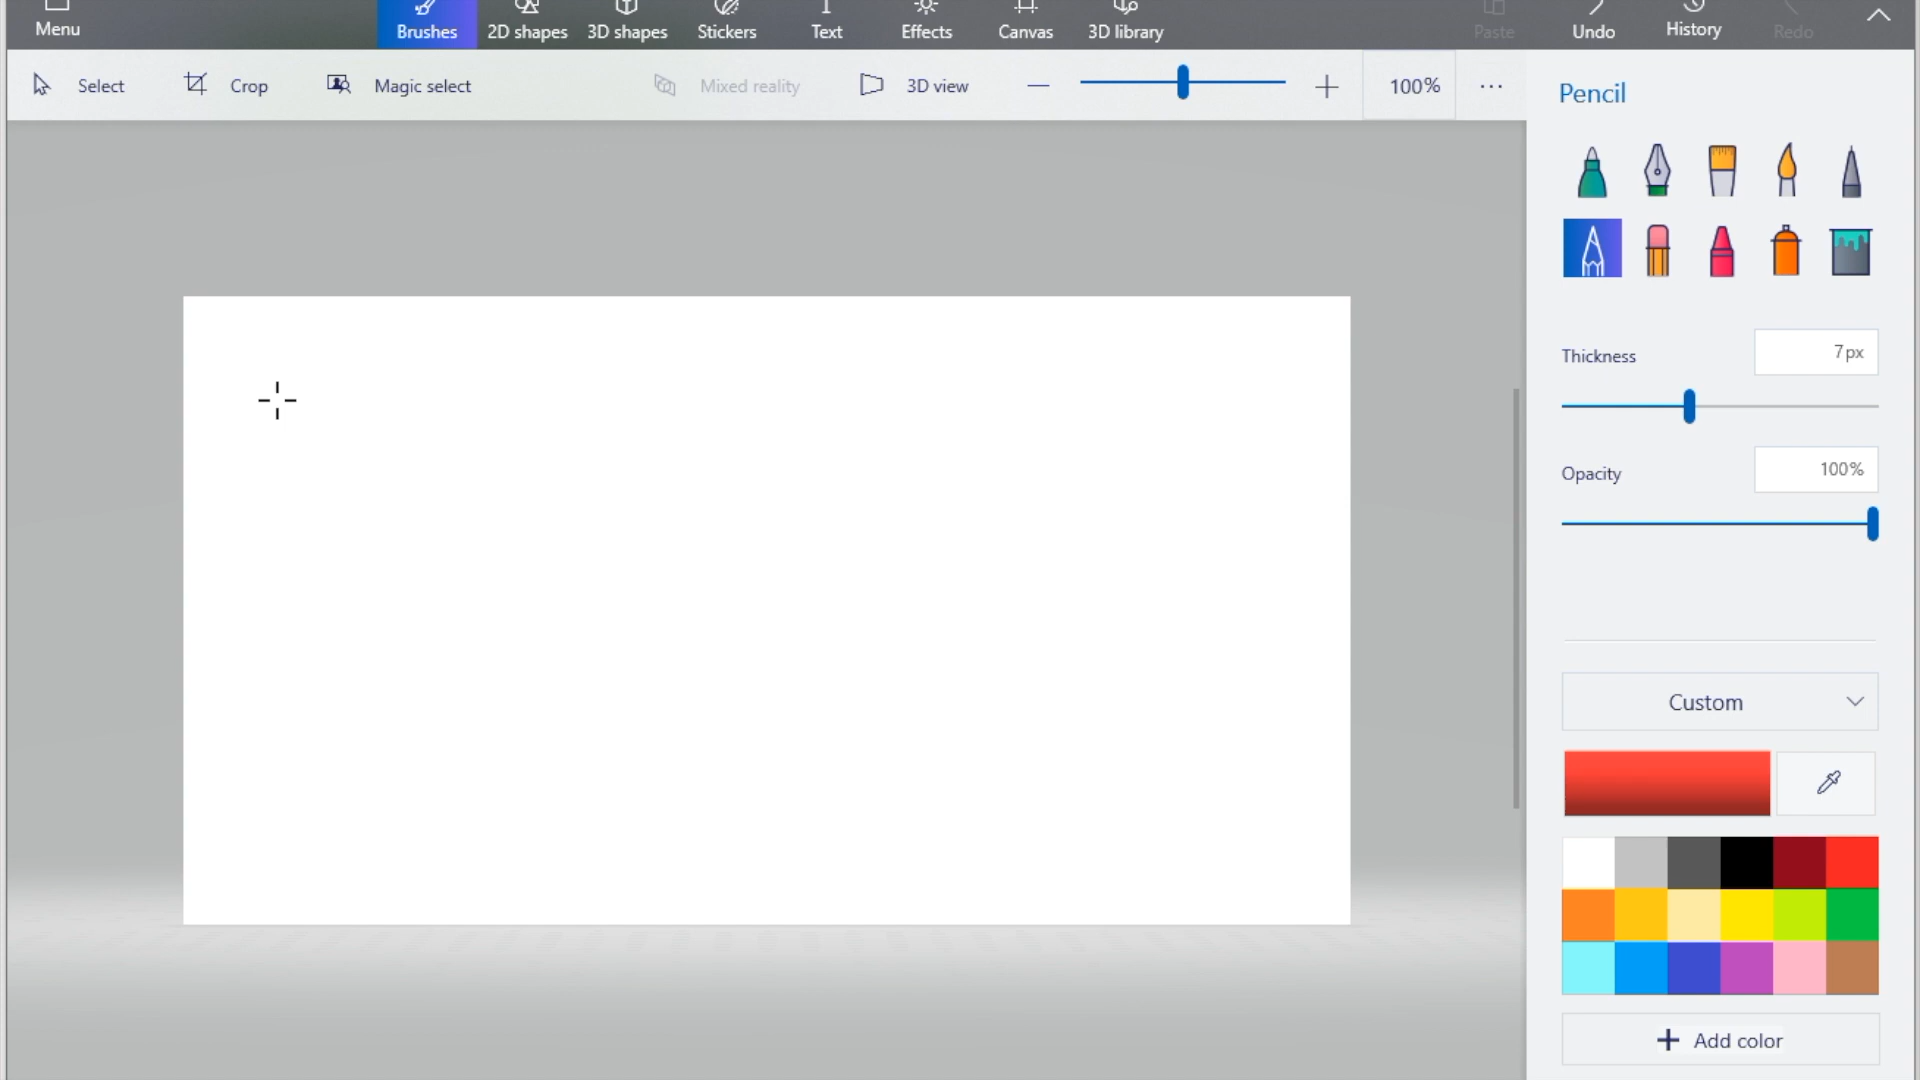 Menu
Brushes
2D shapes
3D shapes
Stickers
Text
Effects
Canvas
3D library
Paste
Undo
History
Redo
Select
Crop
Magic select
Mixed reality
3D view
100%
Pencil
Thickness
7px
Opacity
100%
Custom
Add color